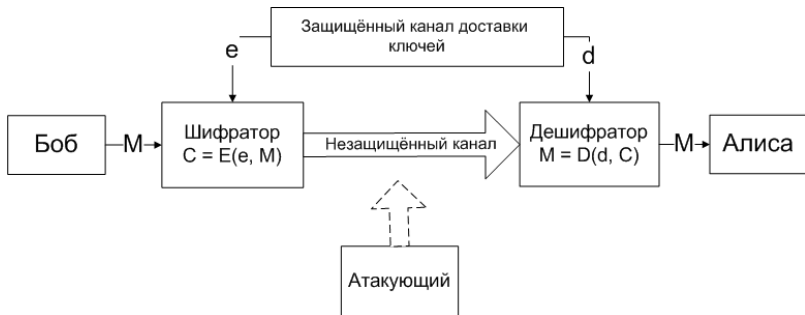 Защищённый канал доставки
ключей
e
d
Боб
M
Шифратор
C = E(e, M)
Незащищённый канал
Дешифратор
M = D(d, C)
M
Алиса
Атакующий